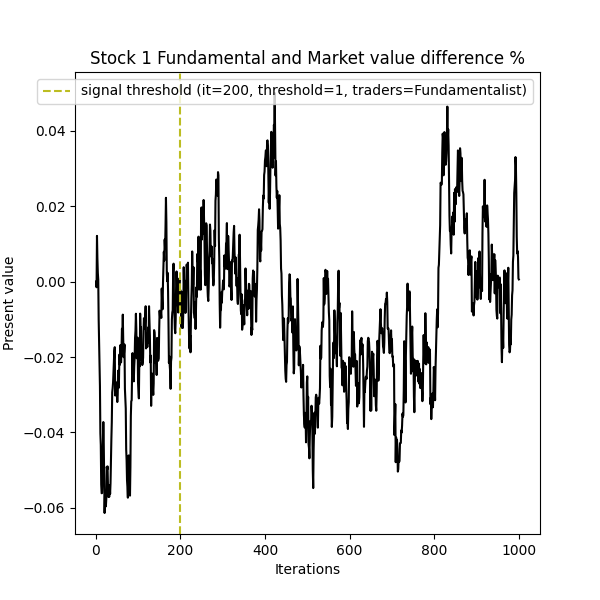 Stock 1 Fundamental and Market value difference %
signal threshold (it=200, threshold=1, traders=Fundamentalist)
Present value
0.04
0.02
0.00
−0.02
−0.04
−0.06
0 200 400 600 800 1000
Iterations